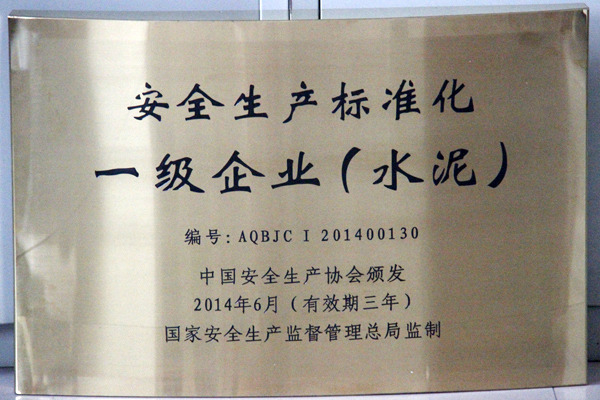 安全生产标准化
一级企业（水泥）
编号: AQBJC I 201400130
中国安全生产协会颁发
2014年6月（有效期三年）
国家安全生产监督管理总局监制